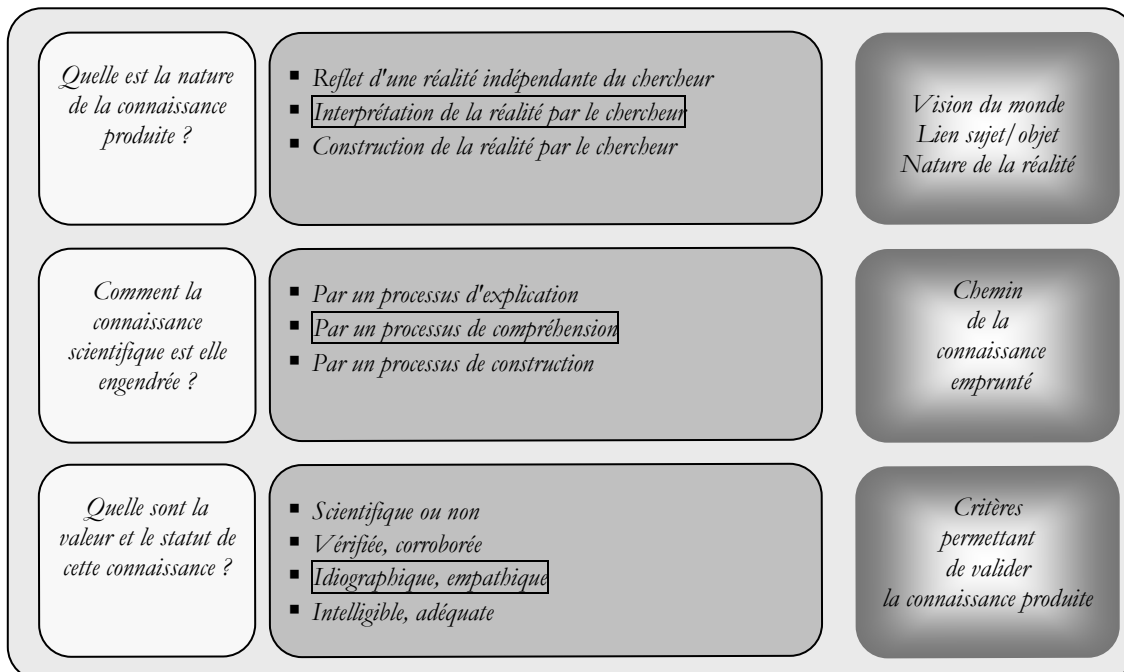 Quelle est la nature
de la connaissance
produite ?
▪ Reflet d'une réalité indépendante du chercheur
▪ Interprétation de la réalité par le chercheur
▪ Construction de la réalité par le chercheur
Vision du monde
Lien sujet/objet
Nature de la réalité
Comment la
connaissance
scientifique est elle
engendrée ?
▪ Par un processus d'explication
▪ Par un processus de compréhension
▪ Par un processus de construction
Chemin
de la
connaissance
emprunté
Quelle sont la
valeur et le statut de
cette connaissance ?
▪ Scientifique ou non
▪ Vérifiée, corroborée
▪ Idiographique, empathique
▪ Intelligible, adéquate
Critères
permettant
de valider
la connaissance produite